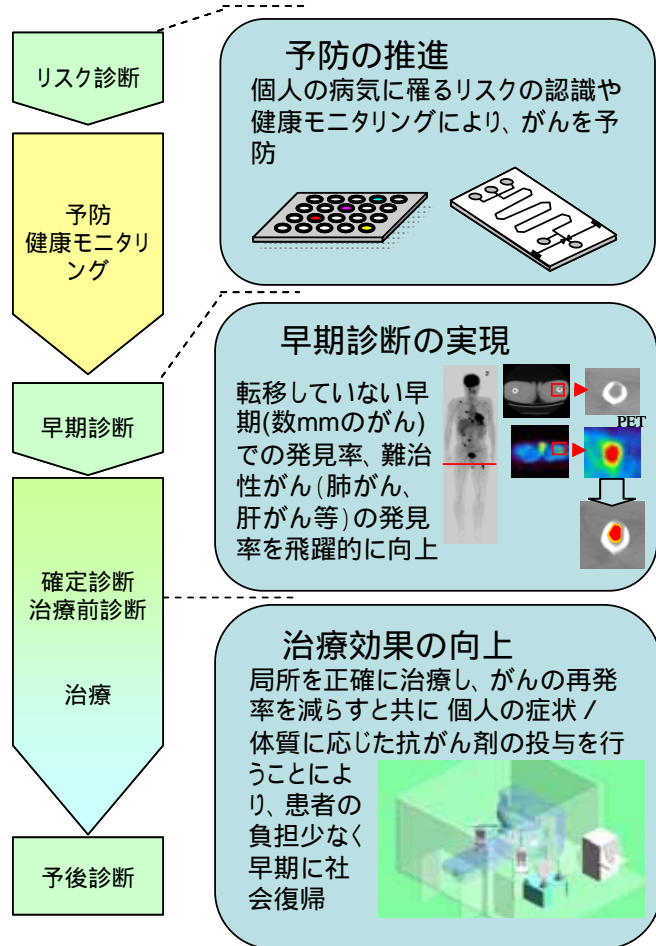 リスク診断
予防
健康モニタリ
ング
早期診断
確定診断
治療前診断
治療
予後診断
予防の推進
個人の病気に罹るリスクの認識や
健康モニタリングにより、がんを予
防
早期診断の実現
転移していない早
期(数mmのがん)
での発見率、難治
性がん(肺がん、
肝がん等)の発見
率を飛躍的に向上
PET
治療効果の向上
局所を正確に治療し、がんの再発
率を減らすと共に 個人の症状/
体質に応じた抗がん剤の投与を行
うことによ
り、患者の
負担少なく
早期に社
会復帰